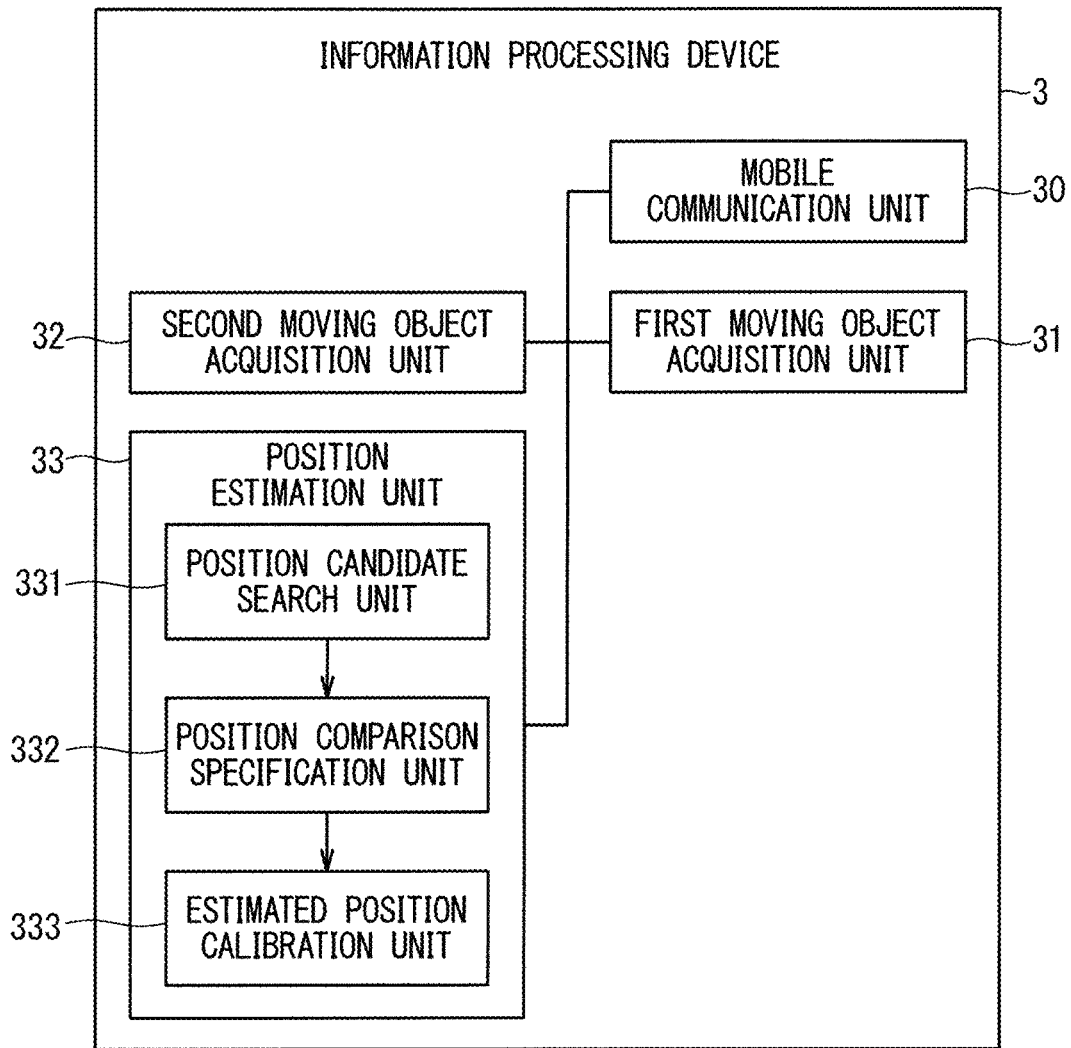 INFORMATION PROCESSING DEVICE
3
MOBILE
COMMUNICATION UNIT
30
32
SECOND MOVING OBJECT
ACQUISITION UNIT
FIRST MOVING OBJECT
ACQUISITION UNIT
31
33
POSITION
ESTIMATION UNIT
331
POSITION CANDIDATE
SEARCH UNIT
332
POSITION COMPARISON
SPECIFICATION UNIT
333
ESTIMATED POSITION
CALIBRATION UNIT